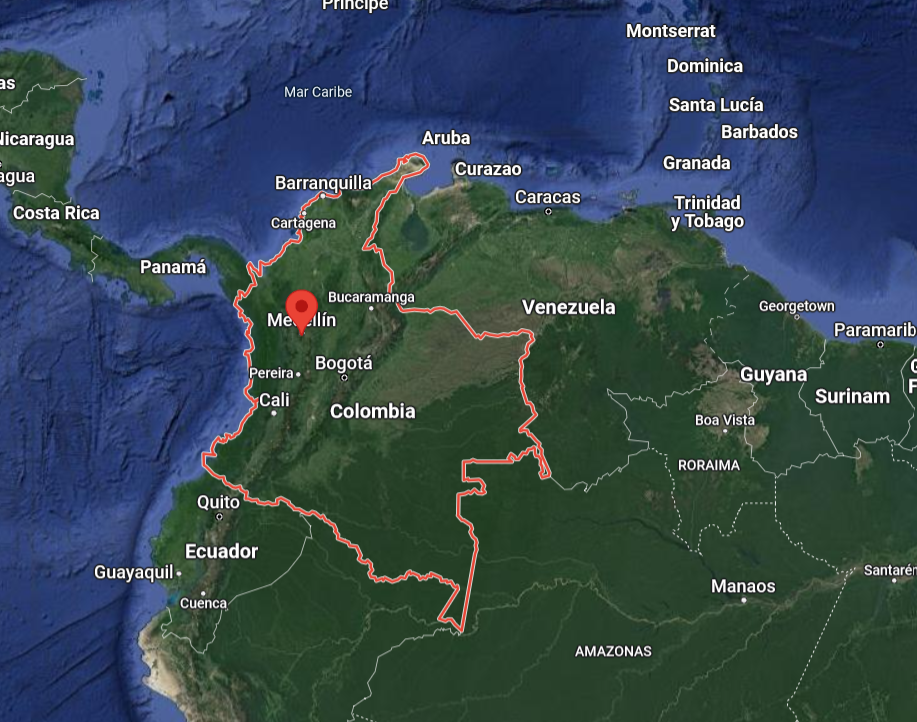 Príncipe
Montserrat
Dominica
as
Mar Caribe
Santa Lucía
Barbados
Nicaragua
Aruba
Granada
Curazao
agua
Barranquilla
Caracas
Trinidad
y Tobago
Costa Rica
Cartagena
Panamá
Bucaramanga
Venezuela
Georgetown
Medellín
Paramarib
Bogotá
Pereira
Guyana
G
F
Cali
Surinam
Colombia
Boa Vista
RORAIMA
Quito
Ecuador
Guayaquil
Santarén
Manaos
Cuenca
AMAZONAS